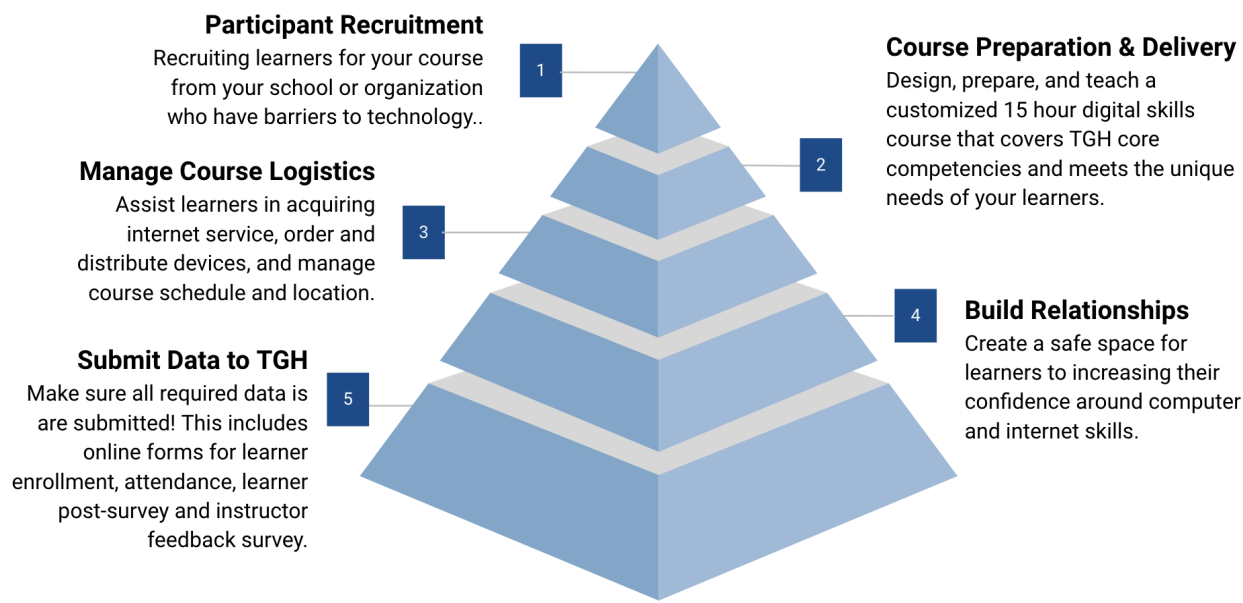 Participant Recruitment
Recruiting learners for your course
from your school or organization
who have barriers to technology..
1
Course Preparation & Delivery
Design, prepare, and teach a
customized 15 hour digital skills
course that covers TGH core
competencies and meets the unique
needs of your learners.
2
Manage Course Logistics
Assist learners in acquiring
internet service, order and
distribute devices, and manage
course schedule and location.
3
Build Relationships
Create a safe space for
learners to increasing their
confidence around computer
and internet skills.
4
Submit Data to TGH
Make sure all required data is
are submitted! This includes
online forms for learner
enrollment, attendance, learner
post-survey and instructor
feedback survey.
5